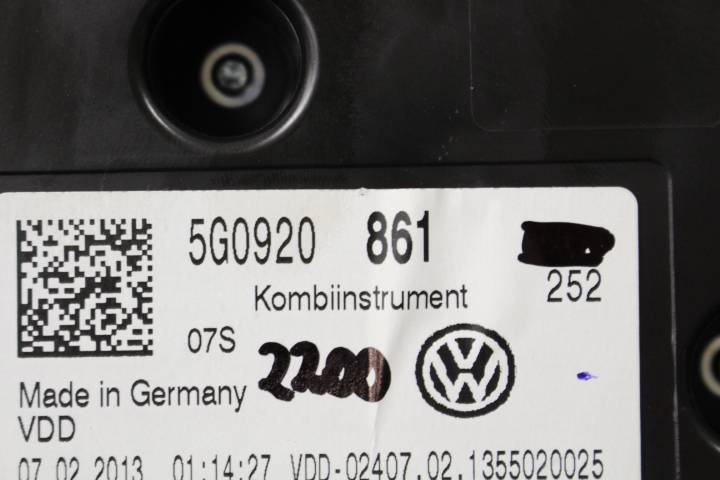 5G0920 861
Kombiinstrument 252
07S 2200
Made in Germany
VDD
07.02.2013 01:14:27 VDD-02407.02.1355020025